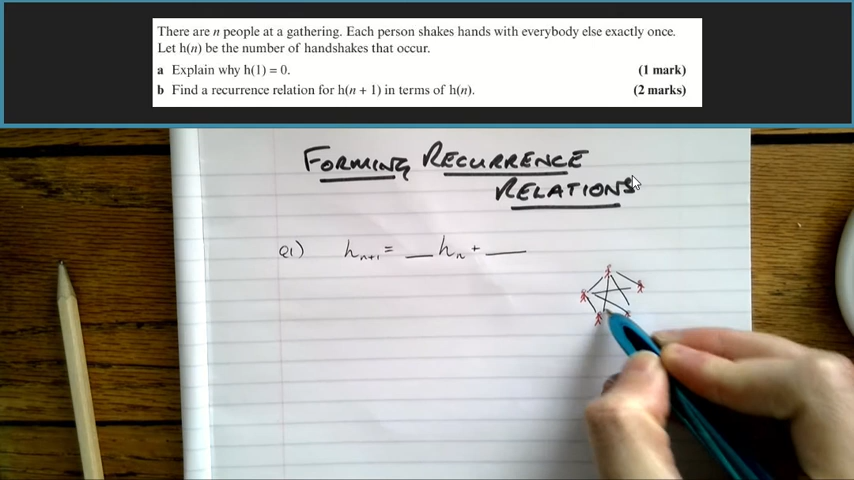 There are n people at a gathering. Each person shakes hands with everybody else exactly once.
Let h(n) be the number of handshakes that occur.
a Explain why h(1) = 0. (1 mark)
b Find a recurrence relation for h(n + 1) in terms of h(n). (2 marks)
FORMING RECURRENCE
RELATIONS
Q1) hₙ₊₁ = __ hₙ + __